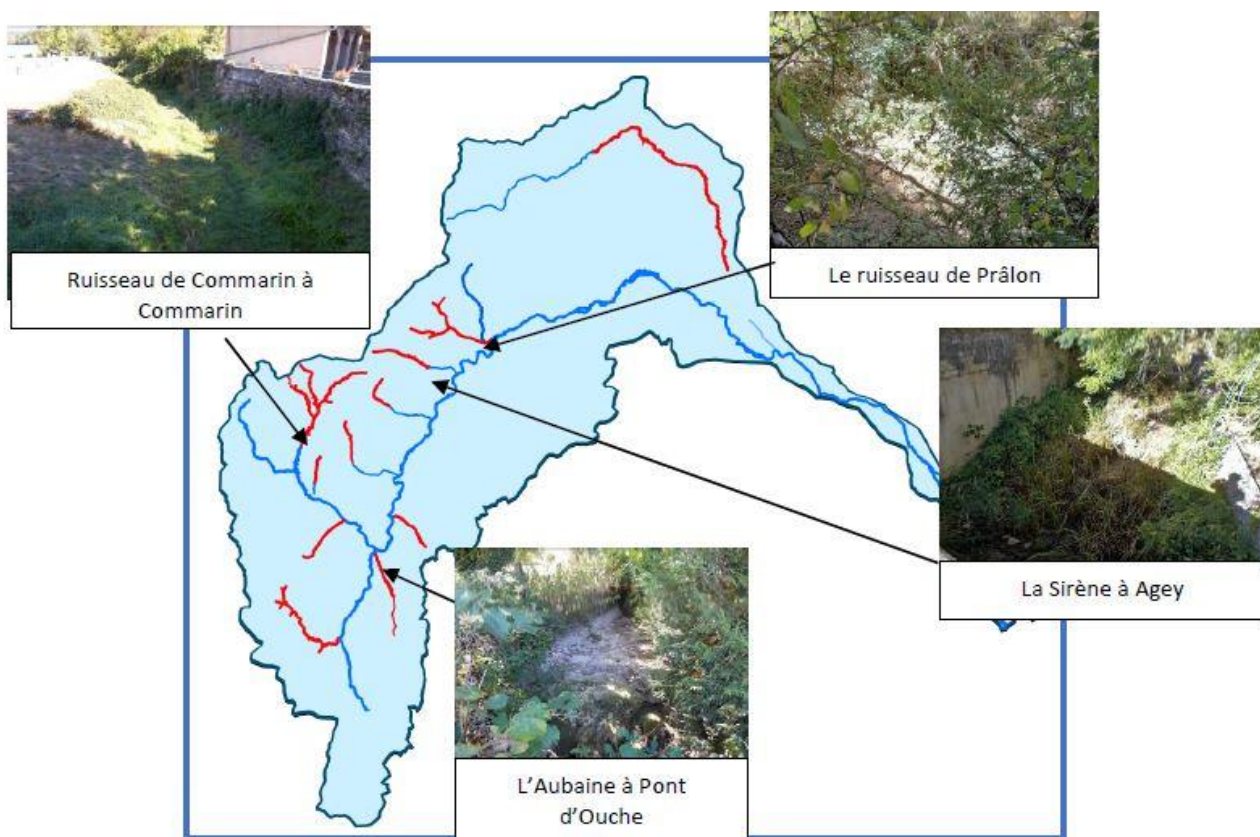 Ruisseau de Commarin à
Commarin
Le ruisseau de Prâlon
La Sirène à Agey
L’Aubaine à Pont
d’Ouche